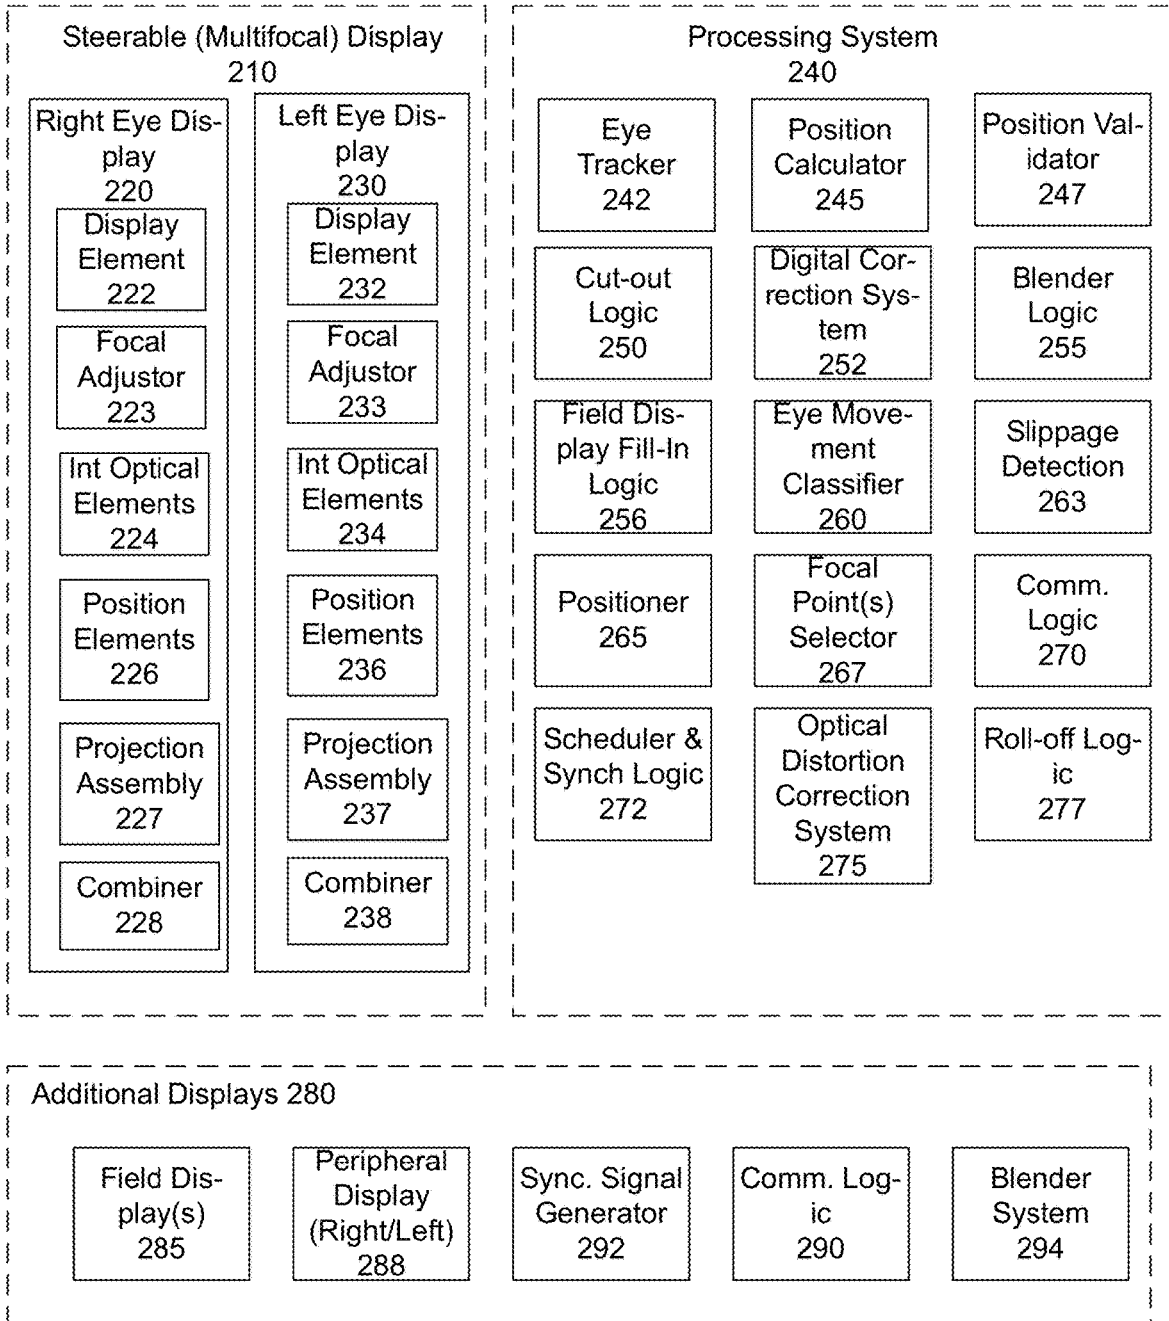 Steerable (Multifocal) Display
210
Right Eye Dis-
play
220
Display
Element
222
Focal
Adjustor
223
Int Optical
Elements
224
Position
Elements
226
Projection
Assembly
227
Combiner
228
Left Eye Dis-
play
230
Display
Element
232
Focal
Adjustor
233
Int Optical
Elements
234
Position
Elements
236
Projection
Assembly
237
Combiner
238
Processing System
240
Eye
Tracker
242
Position
Calculator
245
Position Val-
idator
247
Cut-out
Logic
250
Digital Cor-
rection Sys-
tem
252
Blender
Logic
255
Field Dis-
play Fill-In
Logic
256
Eye Move-
ment
Classifier
260
Slippage
Detection
263
Positioner
265
Focal
Point(s)
Selector
267
Comm.
Logic
270
Scheduler &
Synch Logic
272
Optical
Distortion
Correction
System
275
Roll-off Log-
ic
277
Additional Displays 280
Field Dis-
play(s)
285
Peripheral
Display
(Right/Left)
288
Sync. Signal
Generator
292
Comm. Log-
ic
290
Blender
System
294